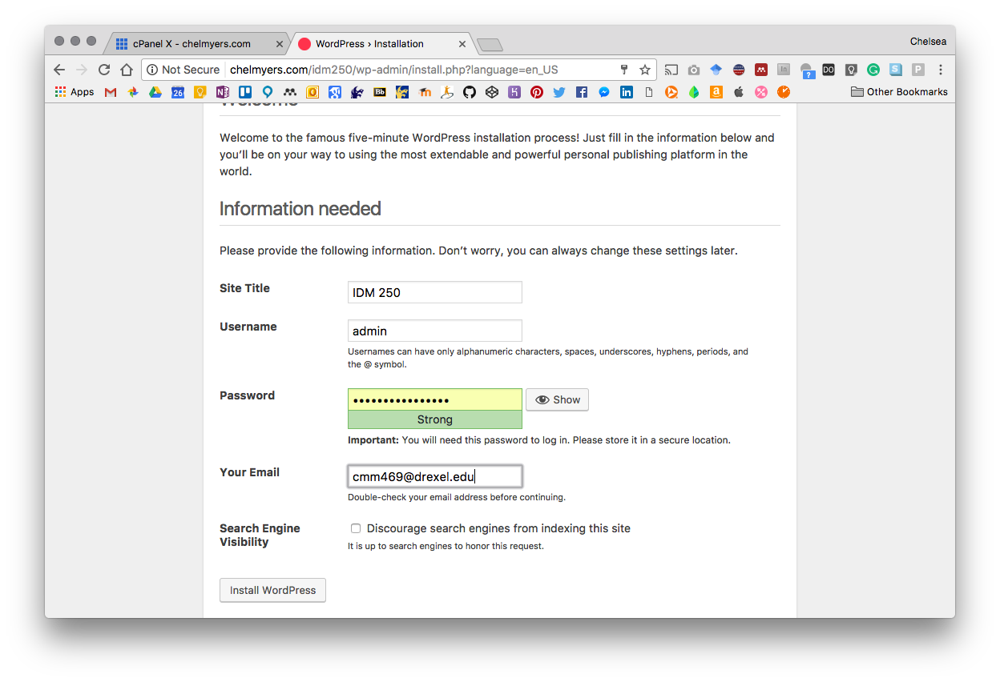 cPanel X - chelmyers.com
WordPress › Installation
Chelsea
Not Secure
chelmyers.com/idm250/wp-admin/install.php?language=en_US
Apps
26
Bb
Other Bookmarks
Welcome
Welcome to the famous five-minute WordPress installation process! Just fill in the information below and
you’ll be on your way to using the most extendable and powerful personal publishing platform in the
world.
Information needed
Please provide the following information. Don’t worry, you can always change these settings later.
Site Title
IDM 250
Username
admin
Usernames can have only alphanumeric characters, spaces, underscores, hyphens, periods, and
the @ symbol.
Password
••••••••••••••••
Show
Strong
Important: You will need this password to log in. Please store it in a secure location.
Your Email
cmm469@drexel.edu
Double-check your email address before continuing.
Search Engine
Visibility
Discourage search engines from indexing this site
It is up to search engines to honor this request.
Install WordPress